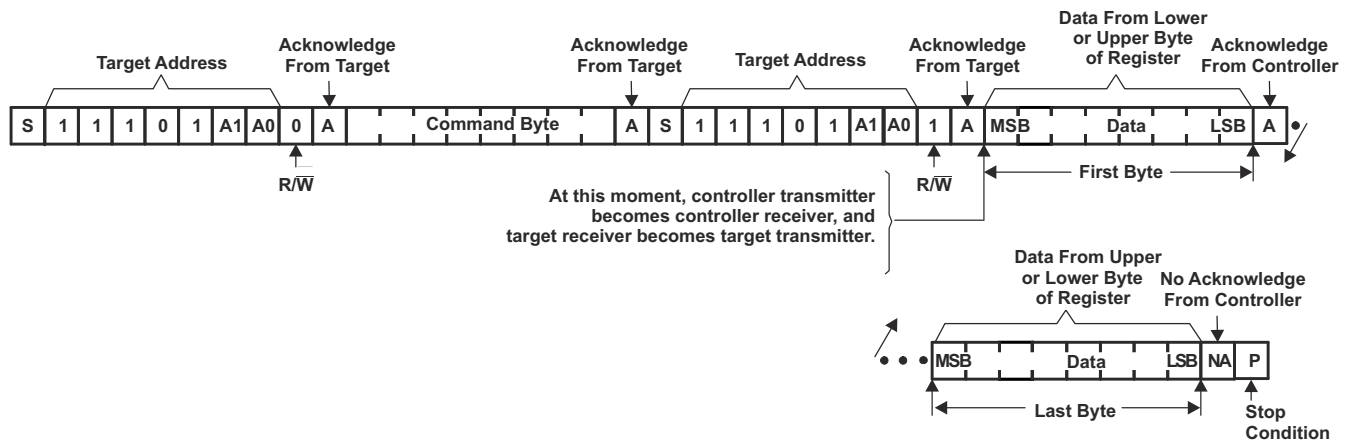 Data From Lower
or Upper Byte
of Register
Acknowledge
From Controller
Acknowledge
From Target
Acknowledge
From Target
Acknowledge
From Target
Target Address
Target Address
S 1 1 1 0 1 A1 A0 0 A Command Byte A S 1 1 1 0 1 A1 A0 1 A MSB Data LSB A
R/W̅
R/W̅
First Byte
At this moment, controller transmitter
becomes controller receiver, and
target receiver becomes target transmitter.
Data From Upper
or Lower Byte
of Register
No Acknowledge
From Controller
MSB Data LSB NA P
Last Byte
Stop
Condition